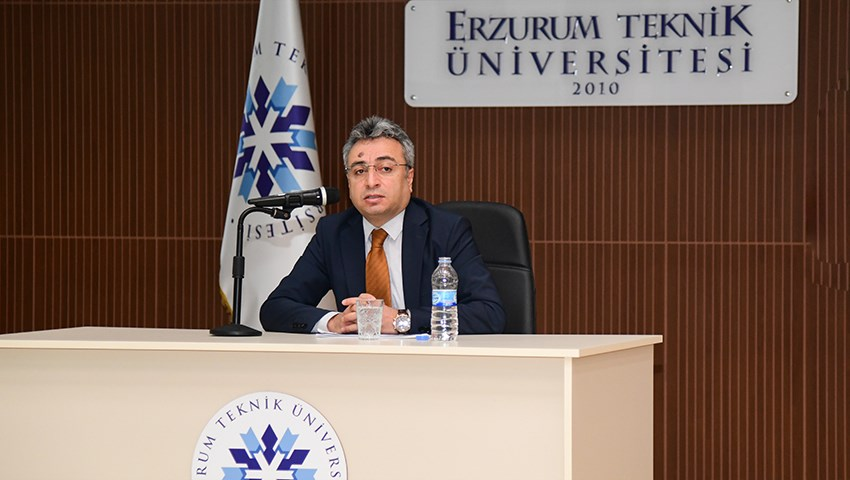 ERZURUM TEKNİK
ÜNİVERSİTESİ
2010
RUM TEKNİK ÜNİVERS